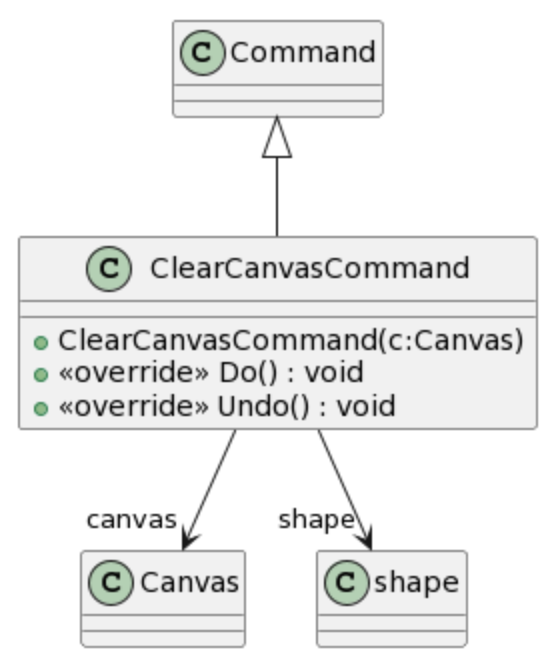 C Command
C ClearCanvasCommand
ClearCanvasCommand(c:Canvas)
«override» Do() : void
«override» Undo() : void
canvas shape
C Canvas C shape